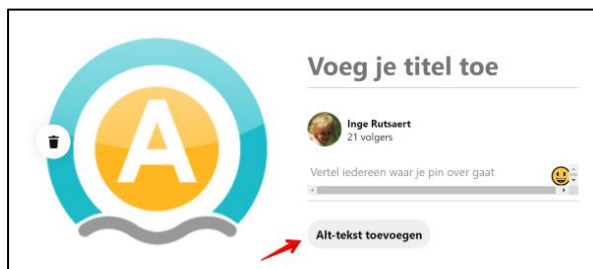 A
Voeg je titel toe
Inge Rutsaert
21 volgers
Vertel iedereen waar je pin over gaat
Alt-tekst toevoegen